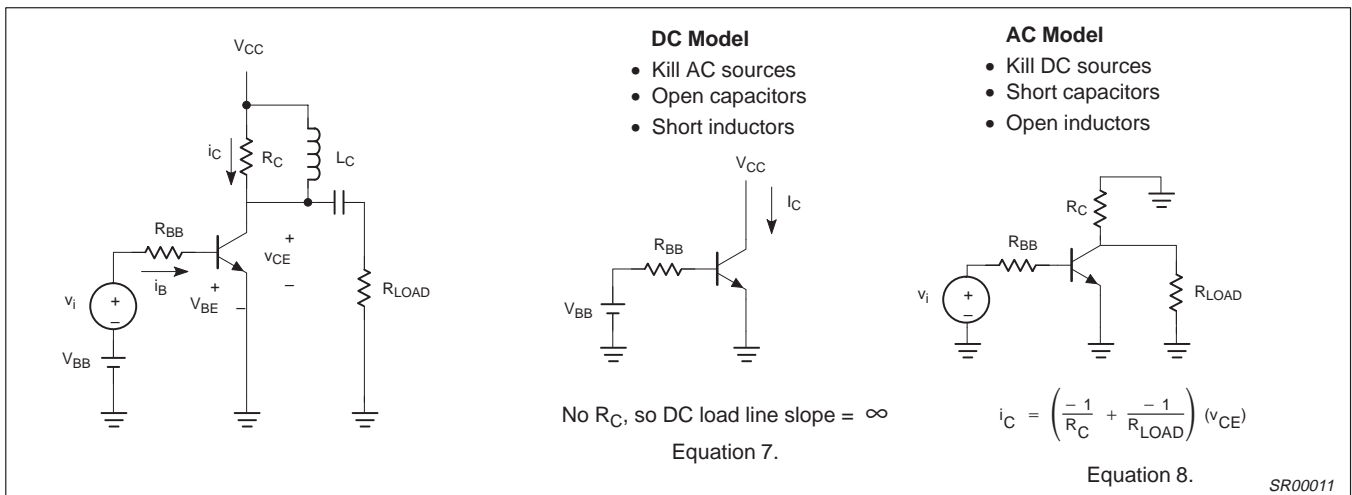 VCC
iC
RC
LC
RBB
iB
+
vCE
−
+
VBE
−
vi
+
−
VBB
RLOAD
DC Model
• Kill AC sources
• Open capacitors
• Short inductors
VCC
IC
RBB
VBB
No RC, so DC load line slope = ∞
Equation 7.
AC Model
• Kill DC sources
• Short capacitors
• Open inductors
RC
RBB
vi
+
−
RLOAD
iC = (− 1/RC + − 1/RLOAD) (vCE)
Equation 8.
SR00011